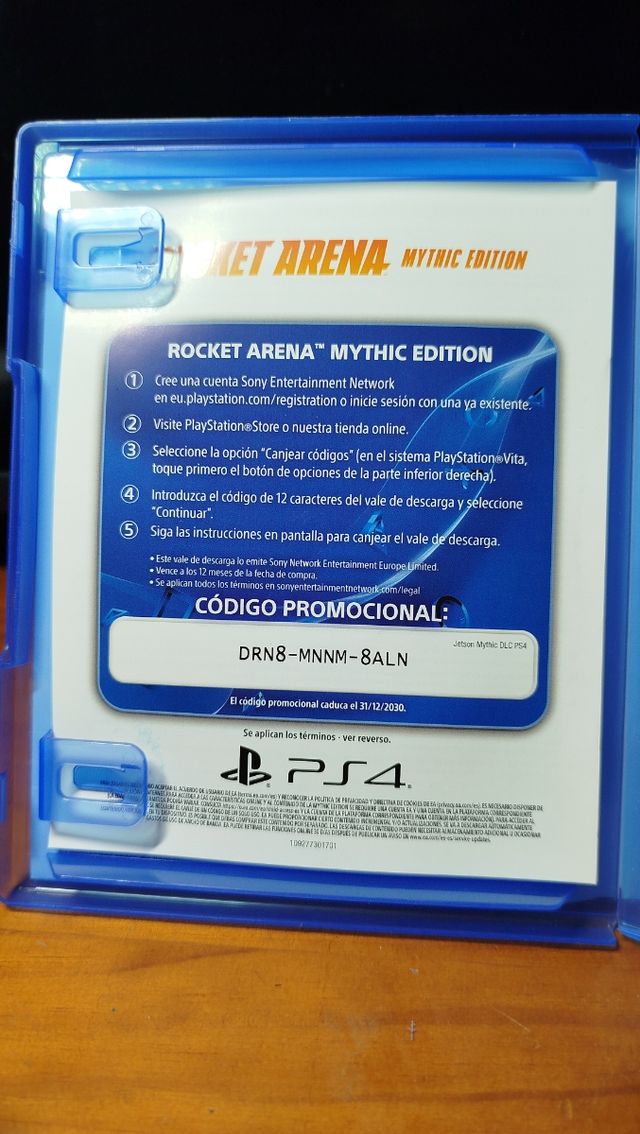 KET ARENA™ MYTHIC EDITION
ROCKET ARENA™ MYTHIC EDITION
1 Cree una cuenta Sony Entertainment Network
en eu.playstation.com/registration o inicie sesión con una ya existente.
2 Visite PlayStation®Store o nuestra tienda online.
3 Seleccione la opción "Canjear códigos" (en el sistema PlayStation®Vita,
toque primero el botón de opciones de la parte inferior derecha).
4 Introduzca el código de 12 caracteres del vale de descarga y seleccione
"Continuar".
5 Siga las instrucciones en pantalla para canjear el vale de descarga.
• Este vale de descarga lo emite Sony Network Entertainment Europe Limited.
• Vence a los 12 meses de la fecha de compra.
• Se aplican todos los términos en sonyentertainmentnetwork.com/legal
CÓDIGO PROMOCIONAL:
Jetson Mythic DLC PS4
DRN8-MNNM-8ALN
El código promocional caduca el 31/12/2030.
Se aplican los términos - ver reverso.
PS4
109277301701